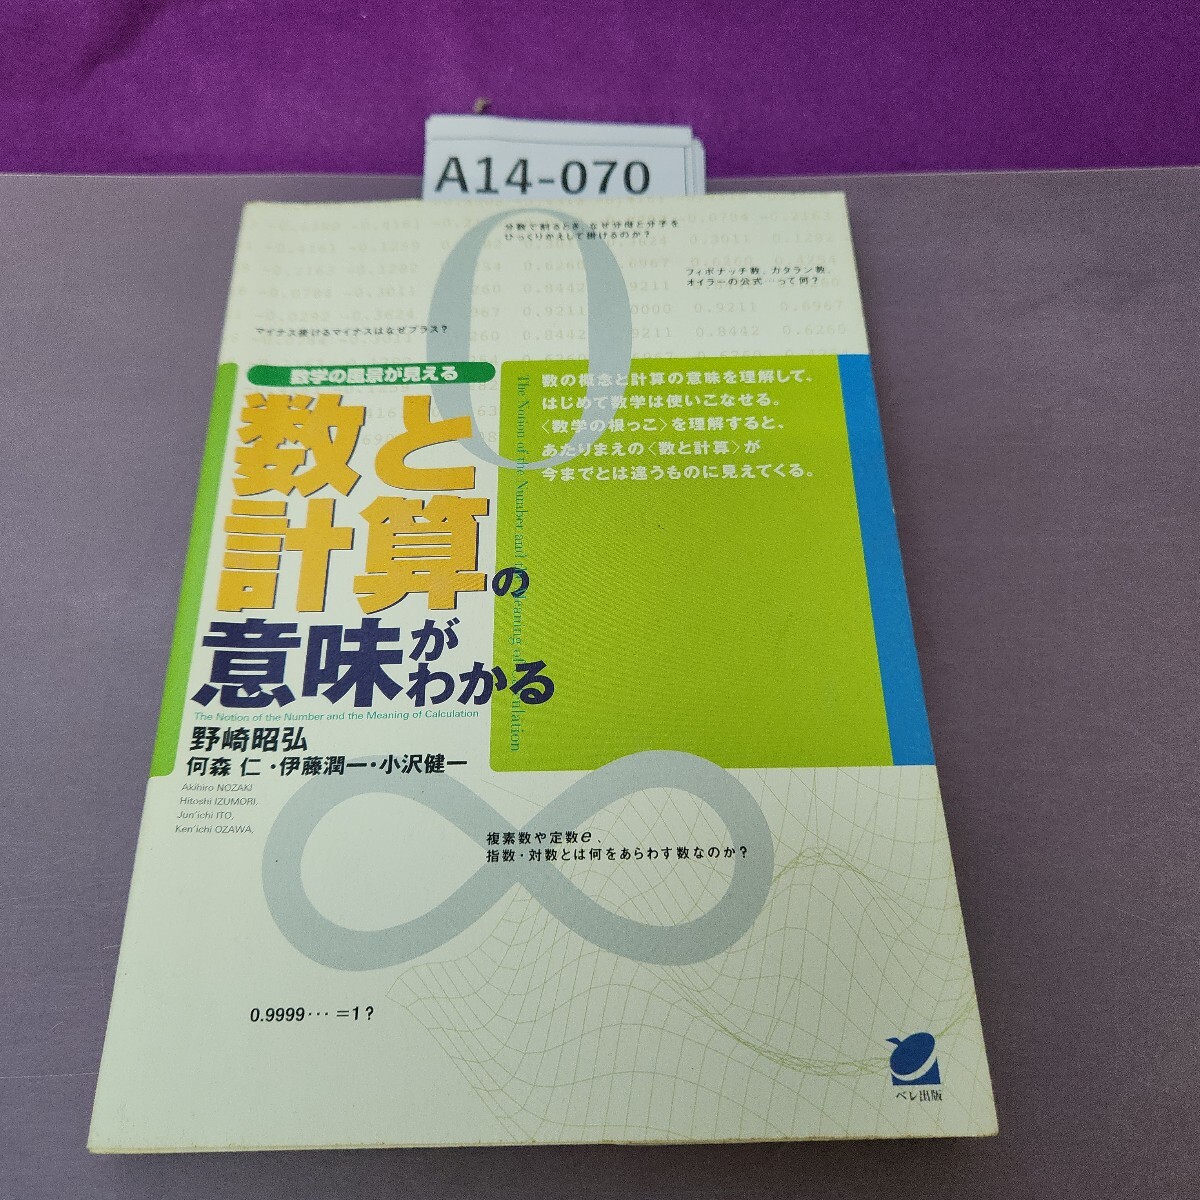 A14-070
分数で割るとき、なぜ分母と分子を
ひっくりかえして掛けるのか?
フィボナッチ数、カタラン数、
オイラーの公式…って何?
マイナス掛けるマイナスはなぜプラス?
数学の風景が見える
数と
計算の
意味が
わかる
The Notion of the Number and the Meaning of Calculation
数の概念と計算の意味を理解して、
はじめて数学は使いこなせる。
〈数学の根っこ〉を理解すると、
あたりまえの〈数と計算〉が
今までとは違うものに見えてくる。
The Notion of the Number and the Meaning of Calculation
野崎昭弘
何森 仁・伊藤潤一・小沢健一
Akihiro NOZAKI
Hitoshi IZUMORI,
Jun'ichi ITO,
Ken'ichi OZAWA,
複素数や定数e、
指数・対数とは何をあらわす数なのか?
0.9999…=1?
ベレ出版